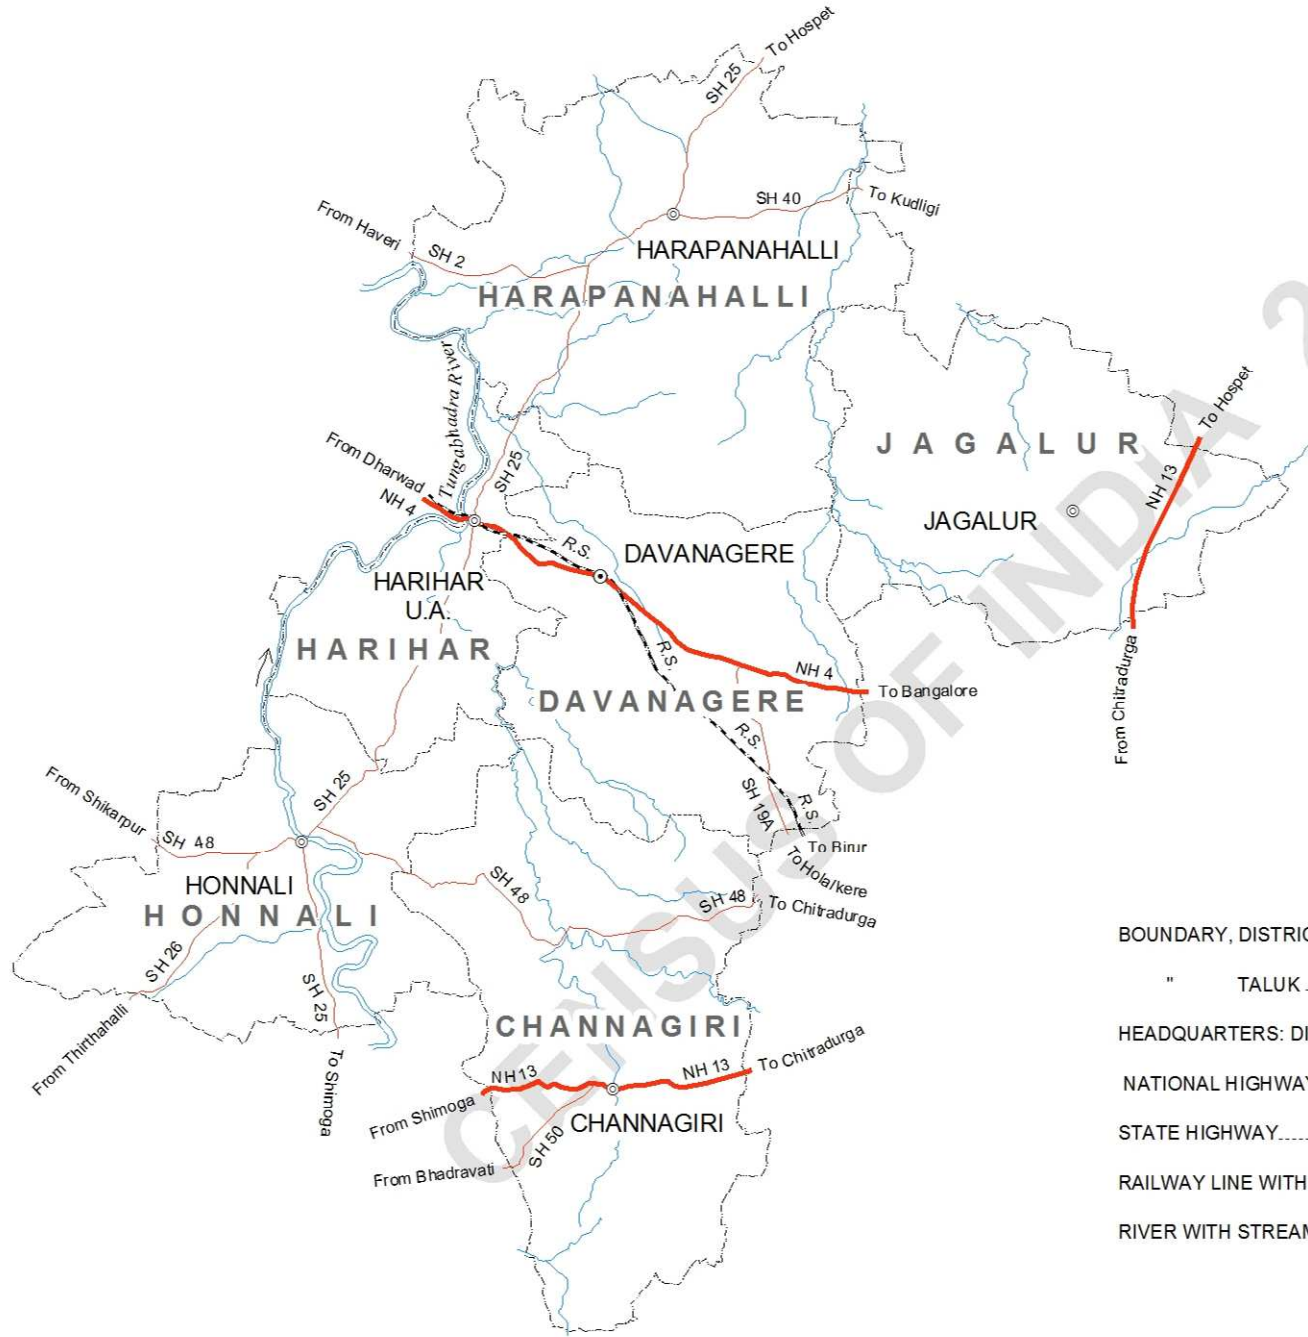 To Hospet
SH 25
From Haveri
SH 2
SH 40
To Kudligi
HARAPANAHALLI
HARAPANAHALLI
Tungabhadra River
From Dharwad
NH 4
SH 25
To Hospet
JAGALUR
NH 13
JAGALUR
R.S.
DAVANAGERE
HARIHAR
U.A.
HARIHAR
R.S.
NH 4
To Bangalore
DAVANAGERE
From Chitradurga
R.S.
SH 19A
R.S.
To Birur
To Holalkere
From Shikarpur
SH 48
SH 25
HONNALI
HONNALI
SH 48
SH 48
To Chitradurga
SH 26
From Thirthahalli
SH 25
To Shimoga
CHANNAGIRI
NH13
NH 13
To Chitradurga
From Shimoga
CHANNAGIRI
SH 50
From Bhadravati
BOUNDARY, DISTRIC
" TALUK
HEADQUARTERS: DI
NATIONAL HIGHWAY
STATE HIGHWAY
RAILWAY LINE WITH
RIVER WITH STREAM
CENSUS OF INDIA 2